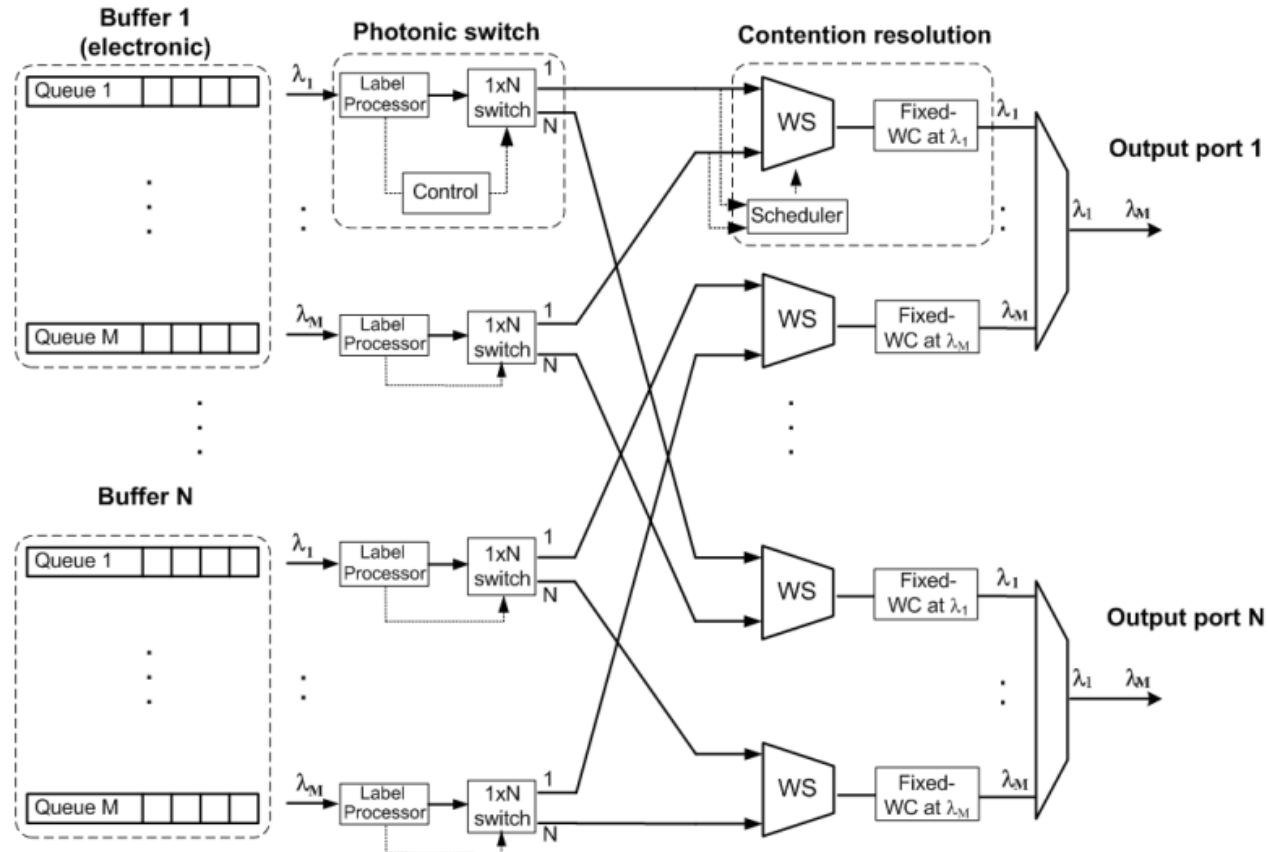 Buffer 1
(electronic)
Photonic switch
Contention resolution
Queue 1
λ1
Label
Processor
1xN
switch
1
N
Control
WS
Scheduler
Fixed-
WC at λ1
λ1
Output port 1
λ1 λM
Queue M
λM
Label
Processor
1xN
switch
1
N
WS
Fixed-
WC at λM
λM
Buffer N
Queue 1
λ1
Label
Processor
1xN
switch
1
N
WS
Fixed-
WC at λ1
λ1
Output port N
λ1 λM
Queue M
λM
Label
Processor
1xN
switch
1
N
WS
Fixed-
WC at λM
λM